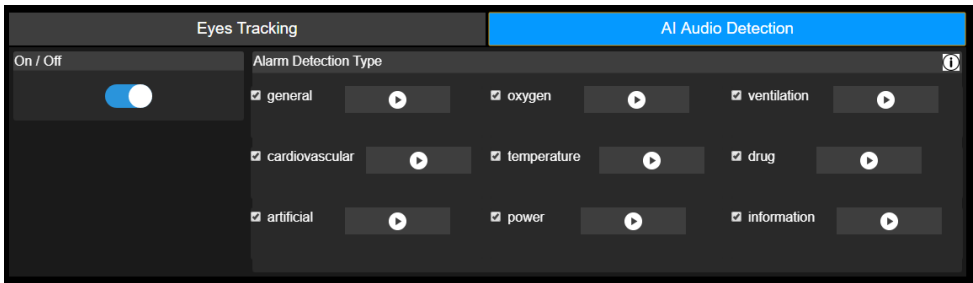 Eyes Tracking AI Audio Detection
On / Off Alarm Detection Type
general oxygen ventilation
cardiovascular temperature drug
artificial power information